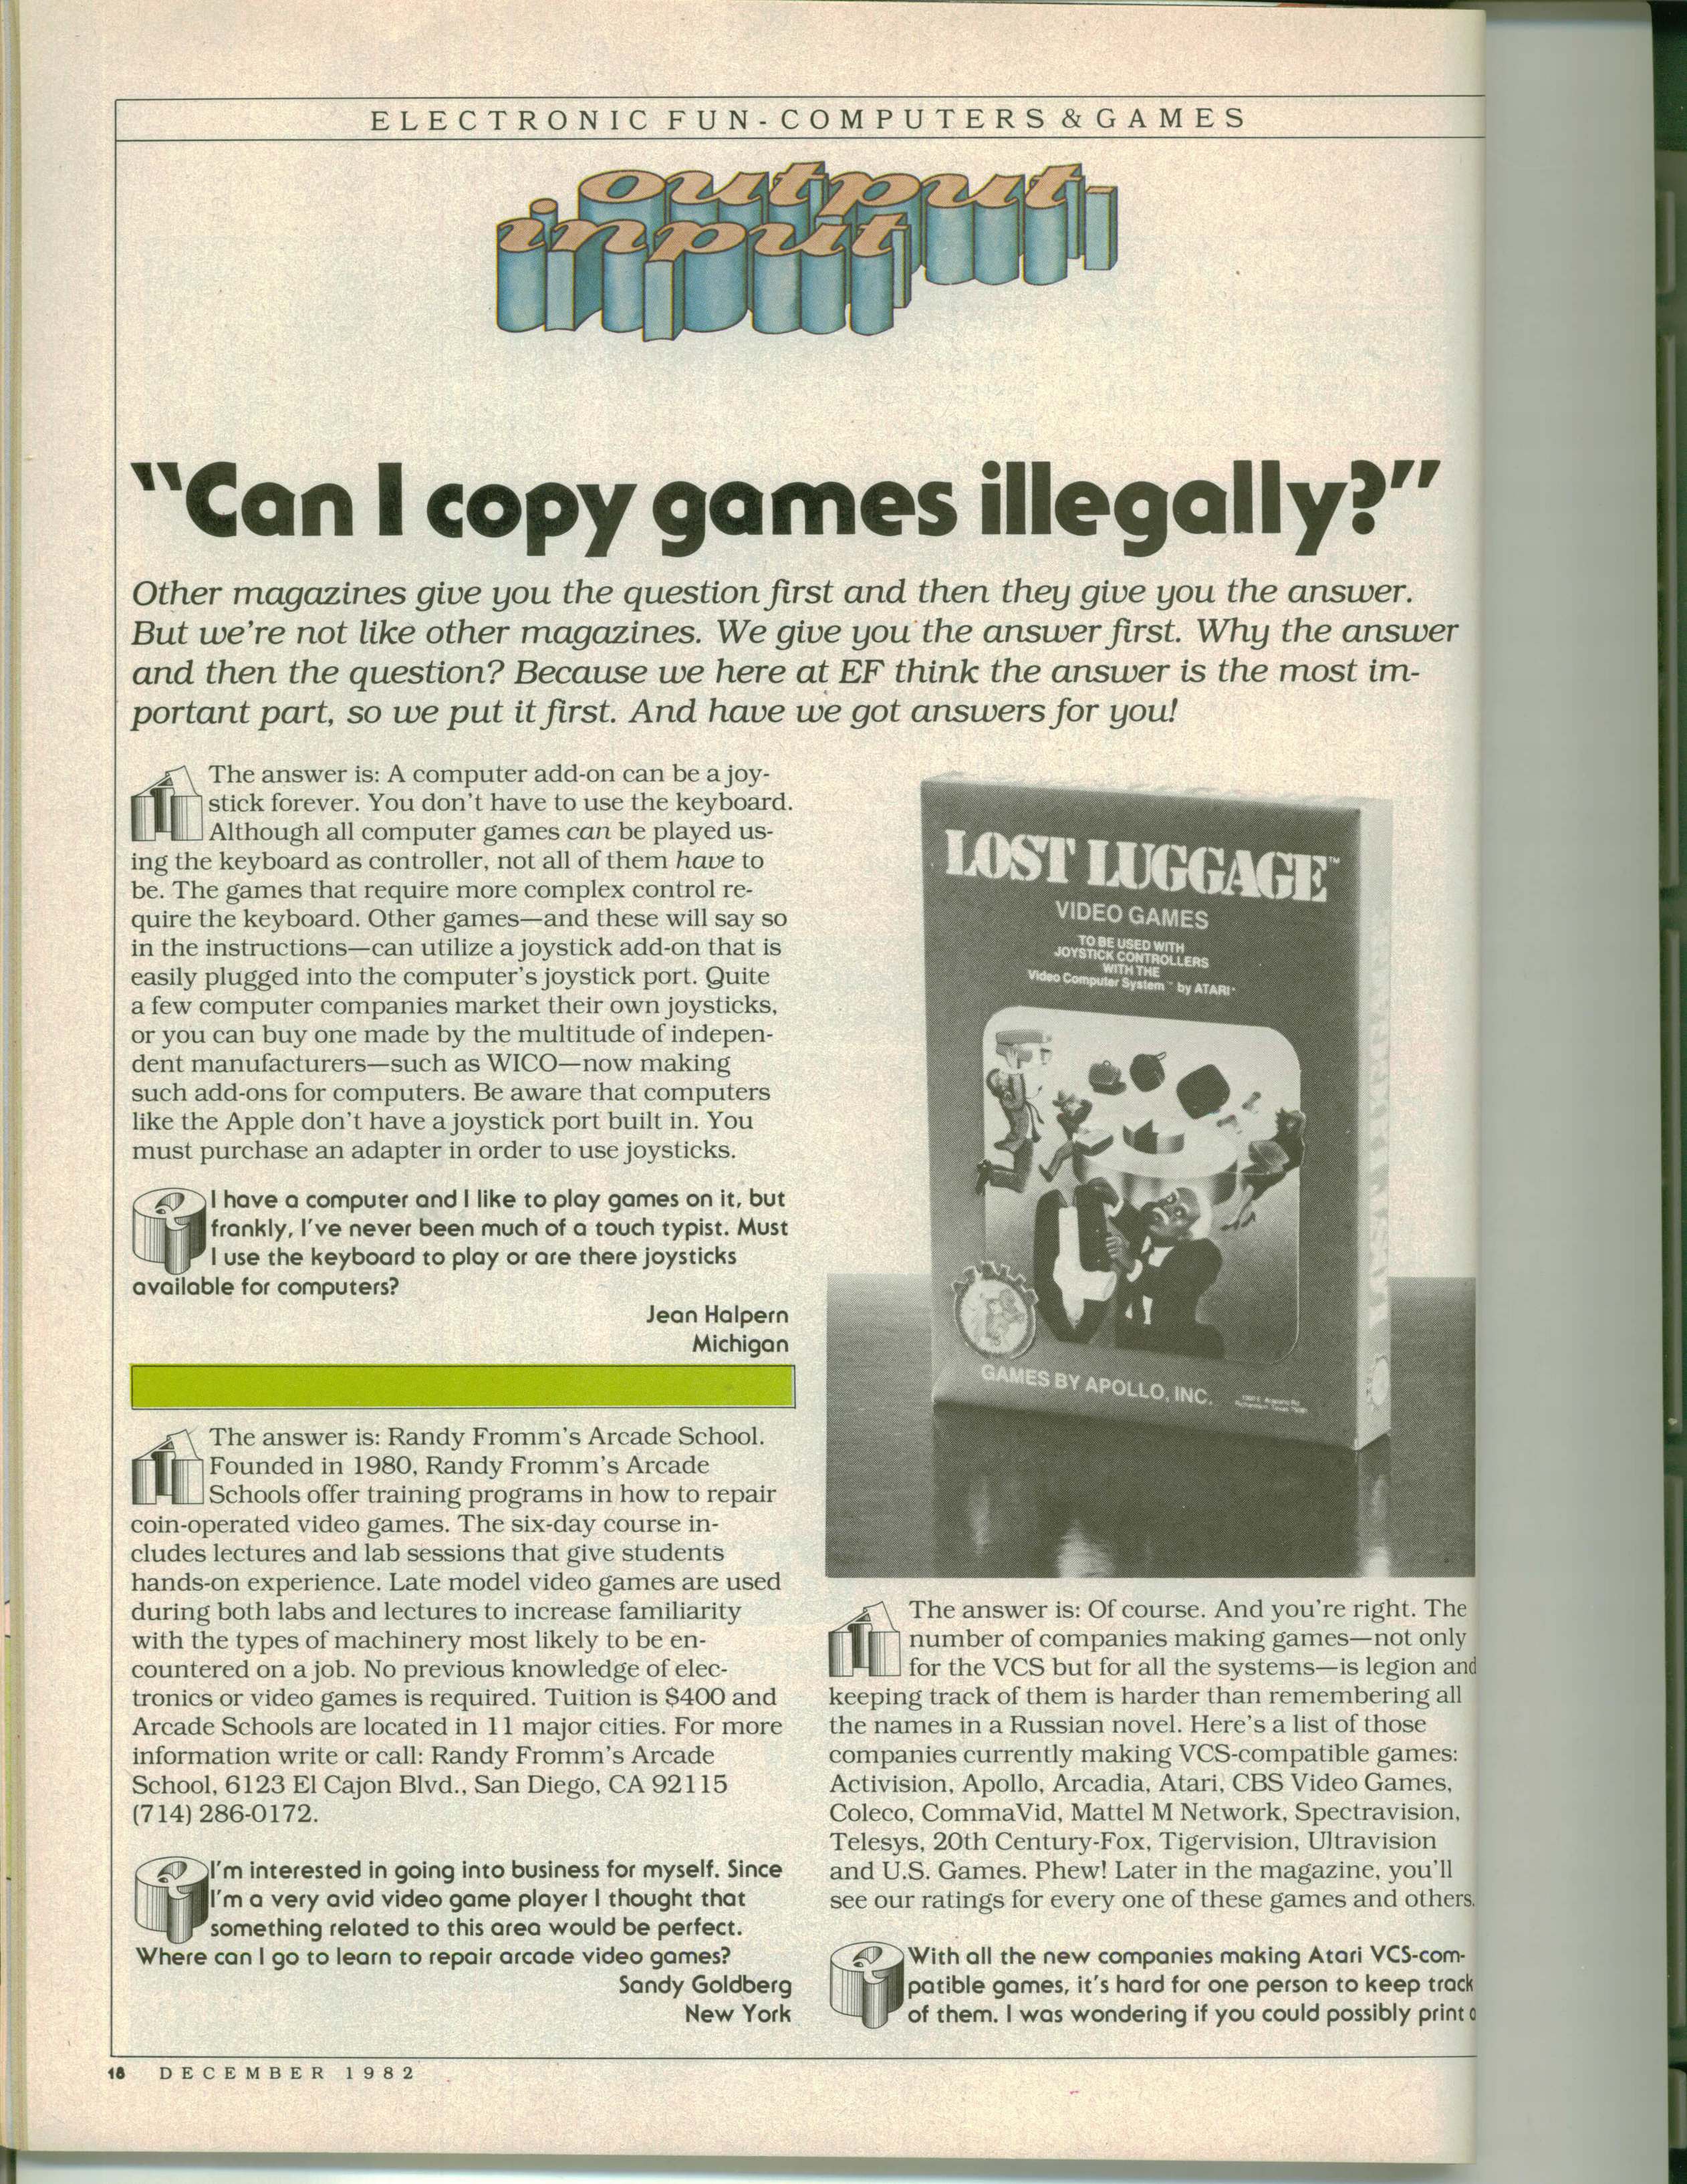 ELECTRONIC FUN-COMPUTERS & GAMES
output
input
"Can I copy games illegally?"
Other magazines give you the question first and then they give you the answer.
But we're not like other magazines. We give you the answer first. Why the answer
and then the question? Because we here at EF think the answer is the most im-
portant part, so we put it first. And have we got answers for you!
The answer is: A computer add-on can be a joy-
stick forever. You don't have to use the keyboard.
Although all computer games can be played us-
ing the keyboard as controller, not all of them have to
be. The games that require more complex control re-
quire the keyboard. Other games—and these will say so
in the instructions—can utilize a joystick add-on that is
easily plugged into the computer's joystick port. Quite
a few computer companies market their own joysticks,
or you can buy one made by the multitude of indepen-
dent manufacturers—such as WICO—now making
such add-ons for computers. Be aware that computers
like the Apple don't have a joystick port built in. You
must purchase an adapter in order to use joysticks.
I have a computer and I like to play games on it, but
frankly, I've never been much of a touch typist. Must
I use the keyboard to play or are there joysticks
available for computers?
Jean Halpern
Michigan
The answer is: Randy Fromm's Arcade School.
Founded in 1980, Randy Fromm's Arcade
Schools offer training programs in how to repair
coin-operated video games. The six-day course in-
cludes lectures and lab sessions that give students
hands-on experience. Late model video games are used
during both labs and lectures to increase familiarity
with the types of machinery most likely to be en-
countered on a job. No previous knowledge of elec-
tronics or video games is required. Tuition is $400 and
Arcade Schools are located in 11 major cities. For more
information write or call: Randy Fromm's Arcade
School, 6123 El Cajon Blvd., San Diego, CA 92115
(714) 286-0172.
I'm interested in going into business for myself. Since
I'm a very avid video game player I thought that
something related to this area would be perfect.
Where can I go to learn to repair arcade video games?
Sandy Goldberg
New York
LOST LUGGAGE™
VIDEO GAMES
TO BE USED WITH
JOYSTICK CONTROLLERS
WITH THE
Video Computer System™ by ATARI®
GAMES BY APOLLO, INC.
The answer is: Of course. And you're right. The
number of companies making games—not only
for the VCS but for all the systems—is legion and
keeping track of them is harder than remembering all
the names in a Russian novel. Here's a list of those
companies currently making VCS-compatible games:
Activision, Apollo, Arcadia, Atari, CBS Video Games,
Coleco, CommaVid, Mattel M Network, Spectravision,
Telesys, 20th Century-Fox, Tigervision, Ultravision
and U.S. Games. Phew! Later in the magazine, you'll
see our ratings for every one of these games and others.
With all the new companies making Atari VCS-com-
patible games, it's hard for one person to keep track
of them. I was wondering if you could possibly print a
18 DECEMBER 1982